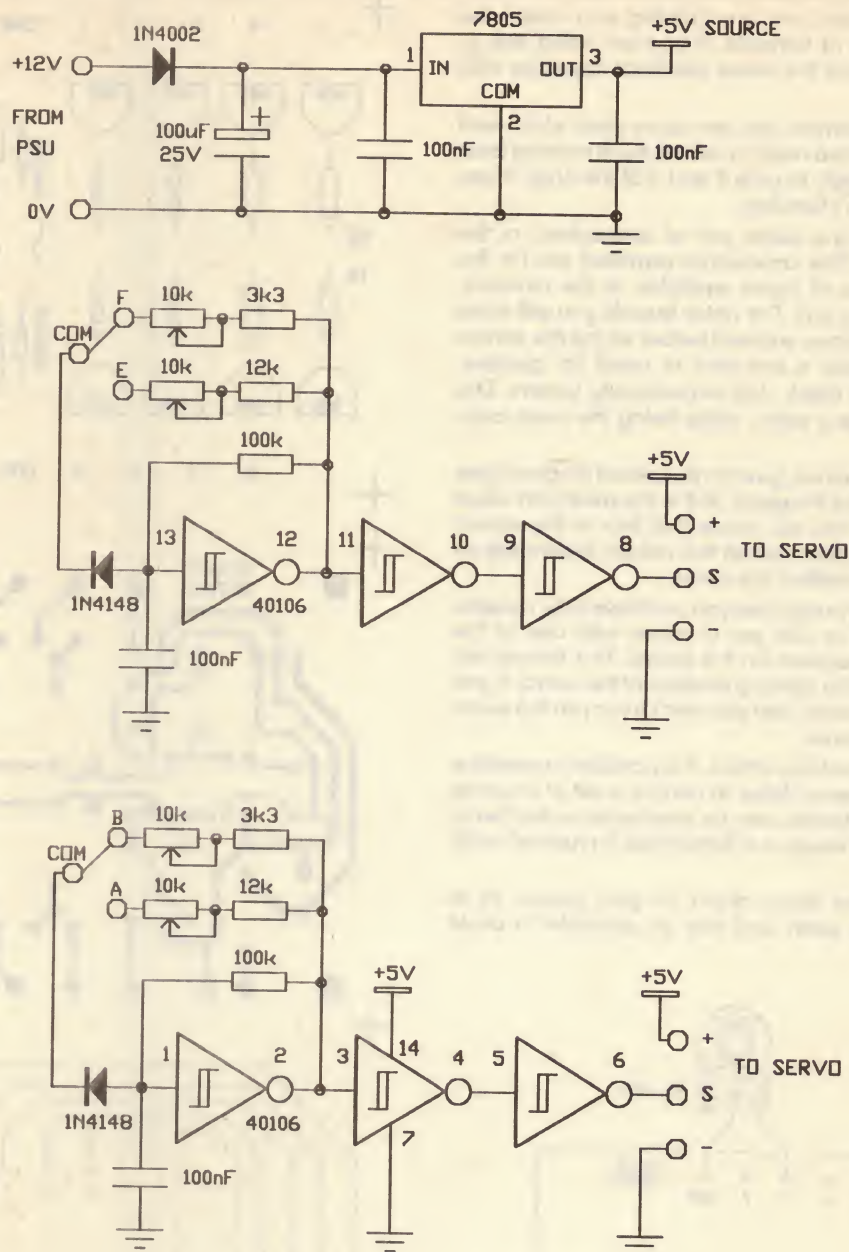 7805
1N4002
+5V SOURCE
+12V
1
IN
OUT
3
COM
2
FROM
PSU
100uF
+
25V
100nF
100nF
0V
F
10k
3k3
COM
E
10k
12k
100k
+5V
13
12
11
10
9
8
+
S
-
TO SERVO
1N4148
40106
100nF
B
10k
3k3
COM
A
10k
12k
100k
+5V
+5V
1
2
3
14
4
5
6
+
S
-
TO SERVO
1N4148
40106
7
100nF